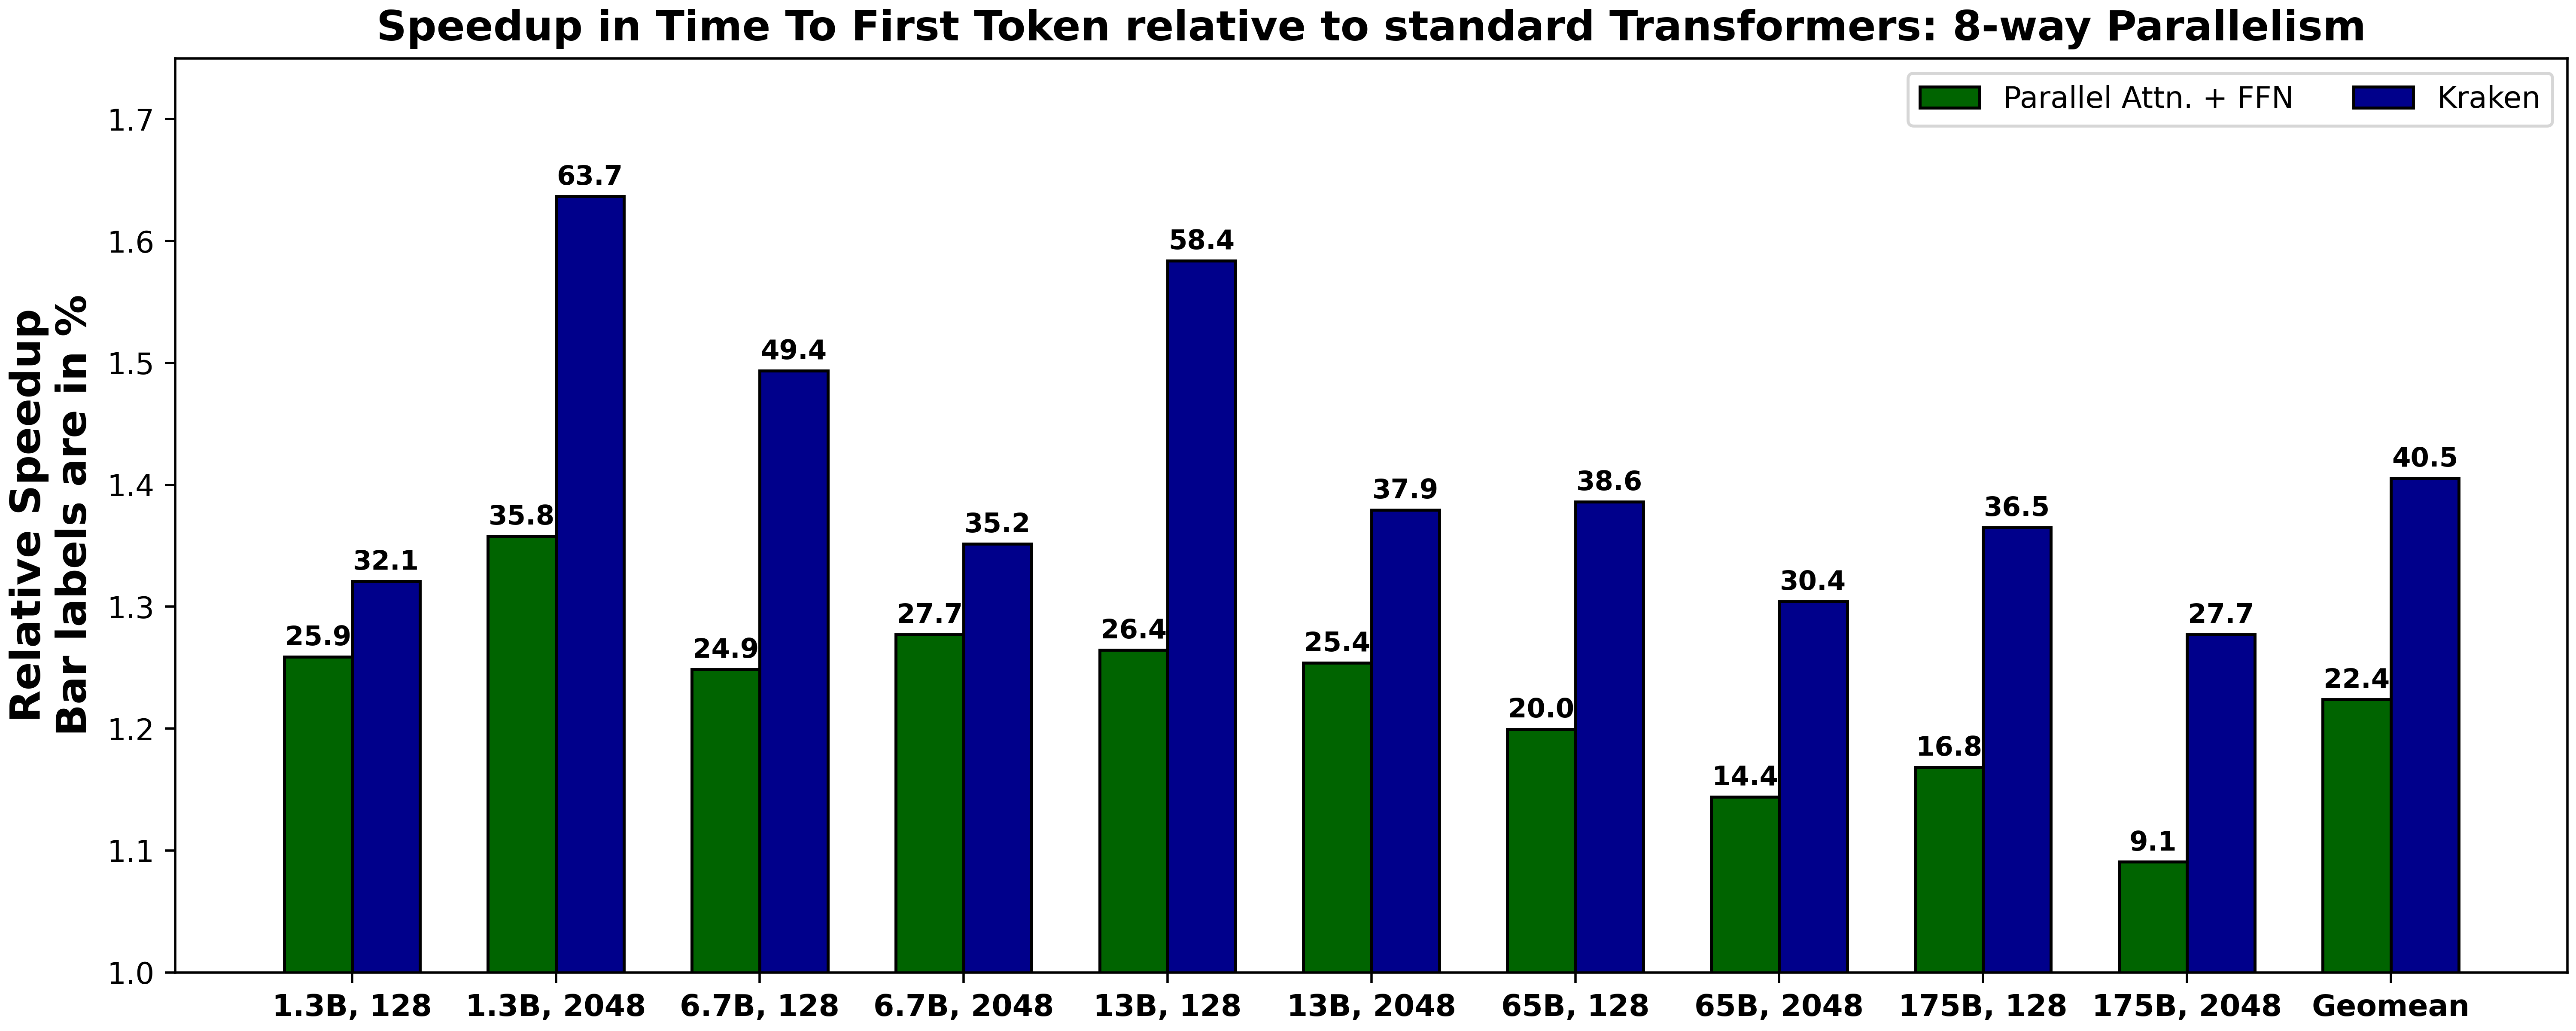 Speedup in Time To First Token relative to standard Transformers: 8-way Parallelism
Parallel Attn. + FFN
Kraken
Relative Speedup
Bar labels are in %
1.7
1.6
1.5
1.4
1.3
1.2
1.1
1.0
25.9
32.1
35.8
63.7
24.9
49.4
27.7
35.2
26.4
58.4
25.4
37.9
20.0
38.6
14.4
30.4
16.8
36.5
9.1
27.7
22.4
40.5
1.3B, 128
1.3B, 2048
6.7B, 128
6.7B, 2048
13B, 128
13B, 2048
65B, 128
65B, 2048
175B, 128
175B, 2048
Geomean